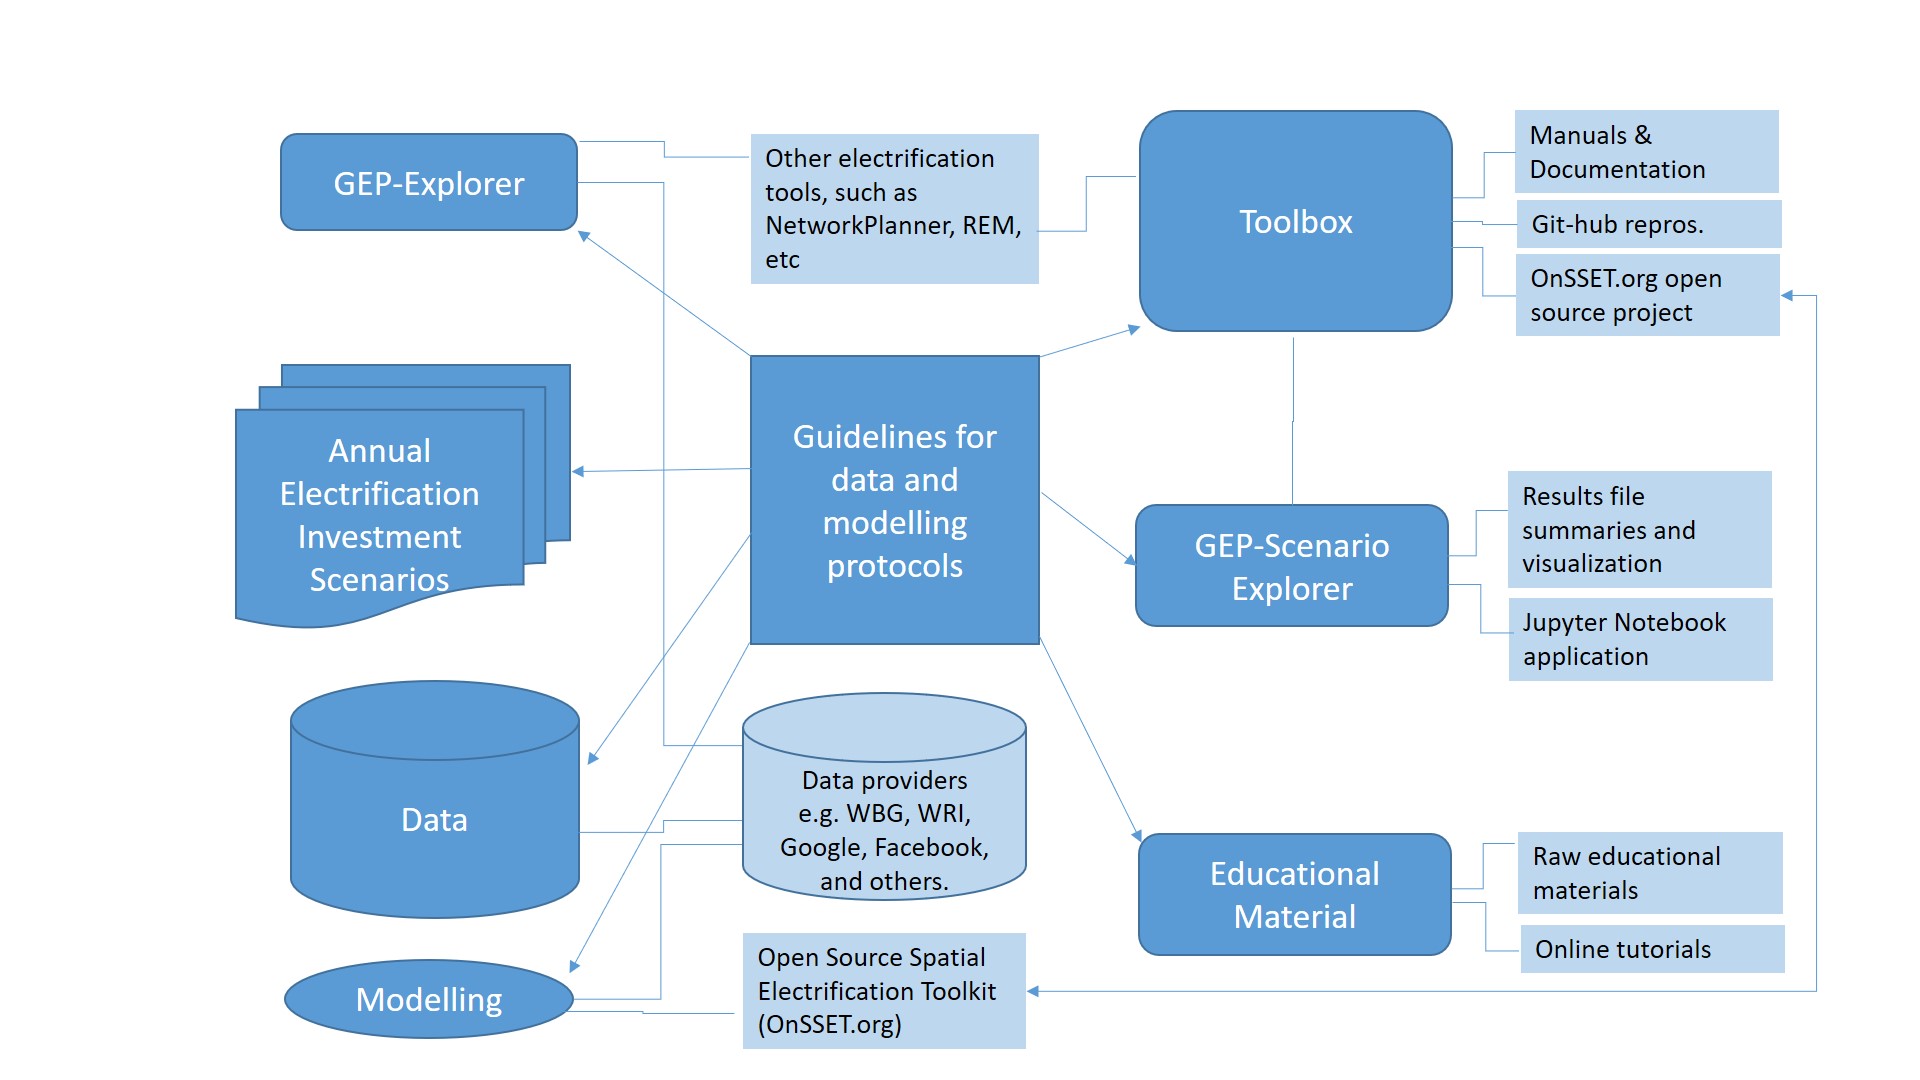 GEP-Explorer
Other electrification
tools, such as
NetworkPlanner, REM,
etc
Toolbox
Manuals &
Documentation
Git-hub repros.
OnSSET.org open
source project
Annual
Electrification
Investment
Scenarios
Guidelines for
data and
modelling
protocols
GEP-Scenario
Explorer
Results file
summaries and
visualization
Jupyter Notebook
application
Data
Data providers
e.g. WBG, WRI,
Google, Facebook,
and others.
Educational
Material
Raw educational
materials
Online tutorials
Modelling
Open Source Spatial
Electrification Toolkit
(OnSSET.org)